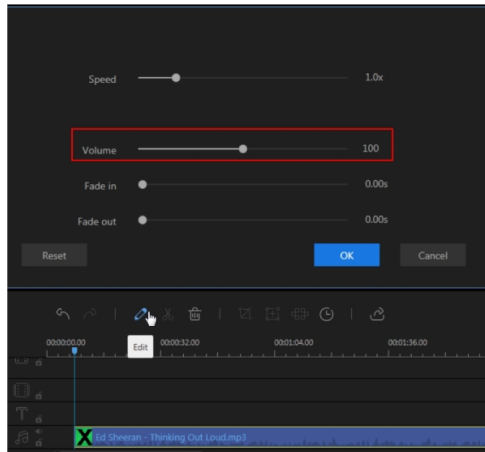 Speed 1.0x
Volume 100
Fade in 0.00s
Fade out 0.00s
Reset OK Cancel
00:00:00.00 00:00:32.00 00:01:04.00 00:01:36.00
Edit
Ed Sheeran - Thinking Out Loud.mp3